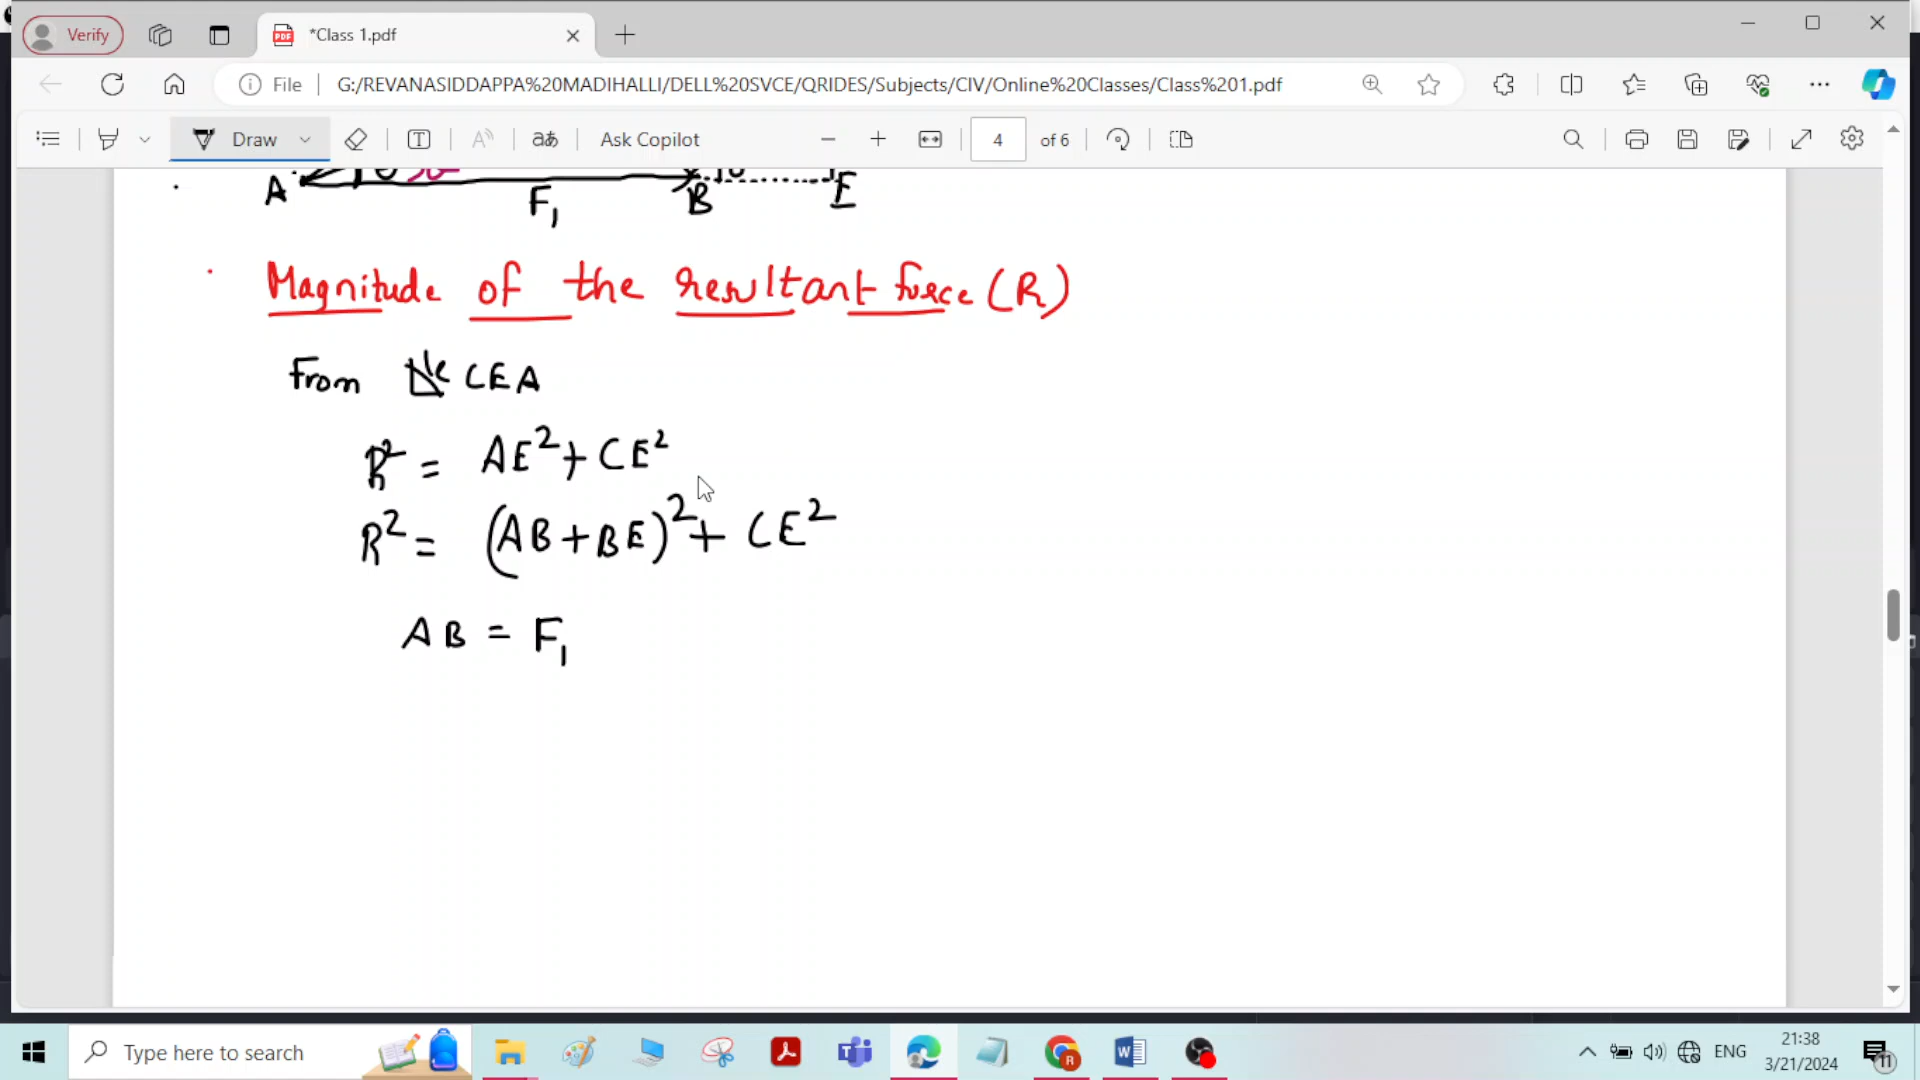 Verify
*Class 1.pdf
File
G:/REVANASIDDAPPA%20MADIHALLI/DELL%20SVCE/QRIDES/Subjects/CIV/Online%20Classes/Class%201.pdf
Draw
Ask Copilot
4 of 6
A F₁ B E
Magnitude of the resultant force (R)
From CEA
R² = AE² + CE²
R² = (AB + BE)² + CE²
AB = F₁
Type here to search
ENG
21:38
3/21/2024
11